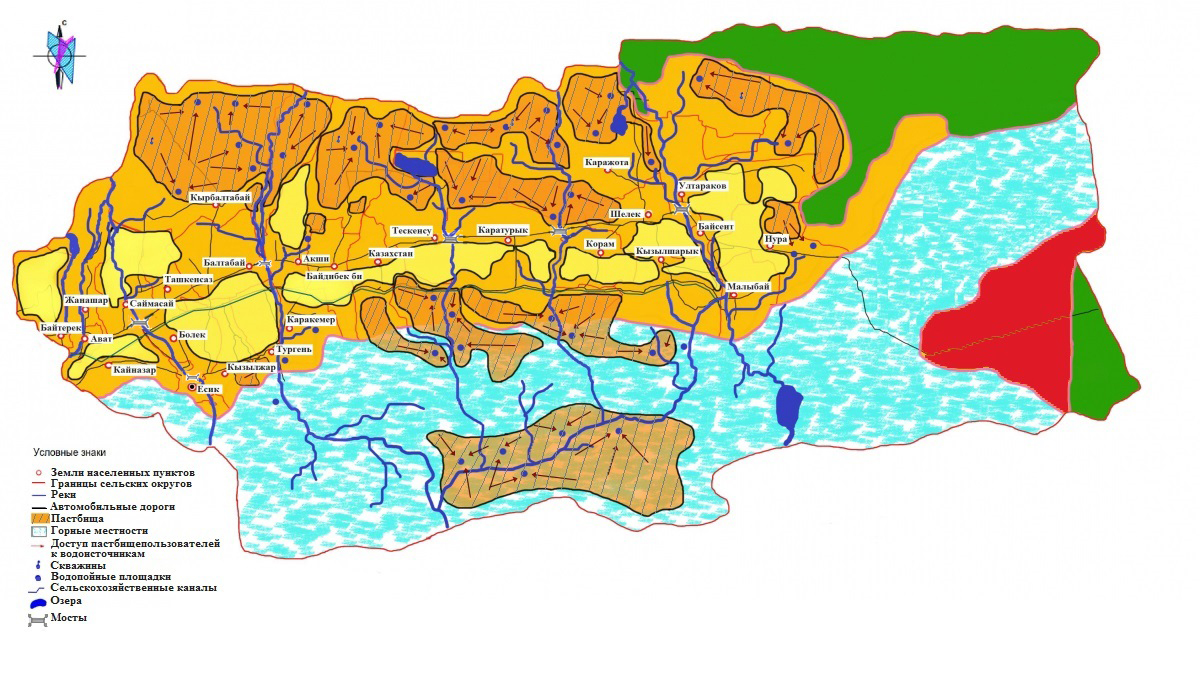 С
Каражота
Ултараков
Кырбалтабай
Шелек
Байсент
Тескенсу
Каратурык
Нура
Корам
Кызылшарык
Казахстан
Акши
Балтабай
Байдибек би
Ташкенсаз
Малыбай
Жанашар
Саймасай
Каракемер
Байтерек
Ават
Болек
Тургень
Кайназар
Кызылжар
Есик
Условные знаки
Земли населенных пунктов
Границы сельских округов
Реки
Автомобильные дороги
Пастбища
Горные местности
Доступ пастбищепользователей
к водоисточникам
Скважины
Водопойные площадки
Сельскохозяйственные каналы
Озера
Мосты